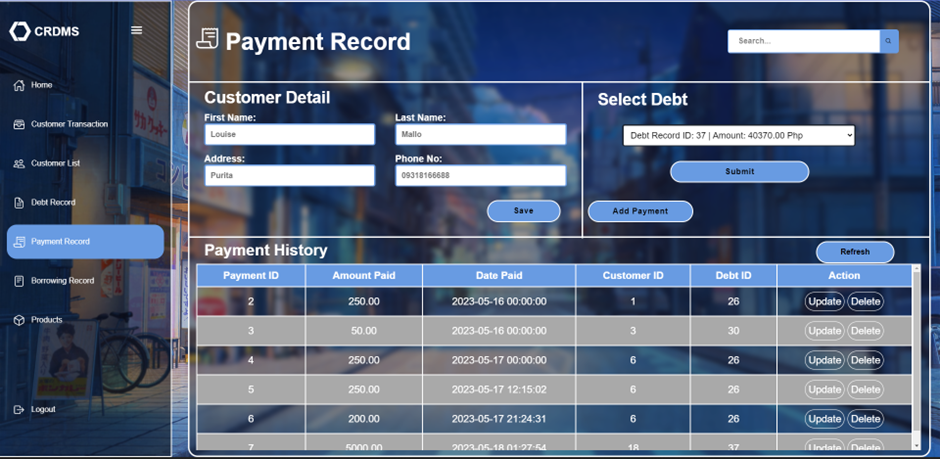 CRDMS
Home
Customer Transaction
Customer List
Debt Record
Payment Record
Borrowing Record
Products
Logout
Payment Record
Search...
Customer Detail
First Name: Last Name:
Louise Mallo
Address: Phone No:
Purita 09318166688
Save
Select Debt
Debt Record ID: 37 | Amount: 40370.00 Php
Submit
Add Payment
Payment History
Refresh
Payment ID Amount Paid Date Paid Customer ID Debt ID Action
2 250.00 2023-05-16 00:00:00 1 26 Update Delete
3 50.00 2023-05-16 00:00:00 3 30 Update Delete
4 250.00 2023-05-17 00:00:00 6 26 Update Delete
5 250.00 2023-05-17 12:15:02 6 26 Update Delete
6 200.00 2023-05-17 21:24:31 6 26 Update Delete
7 5000.00 2023-05-18 01:27:54 18 37 Update Delete